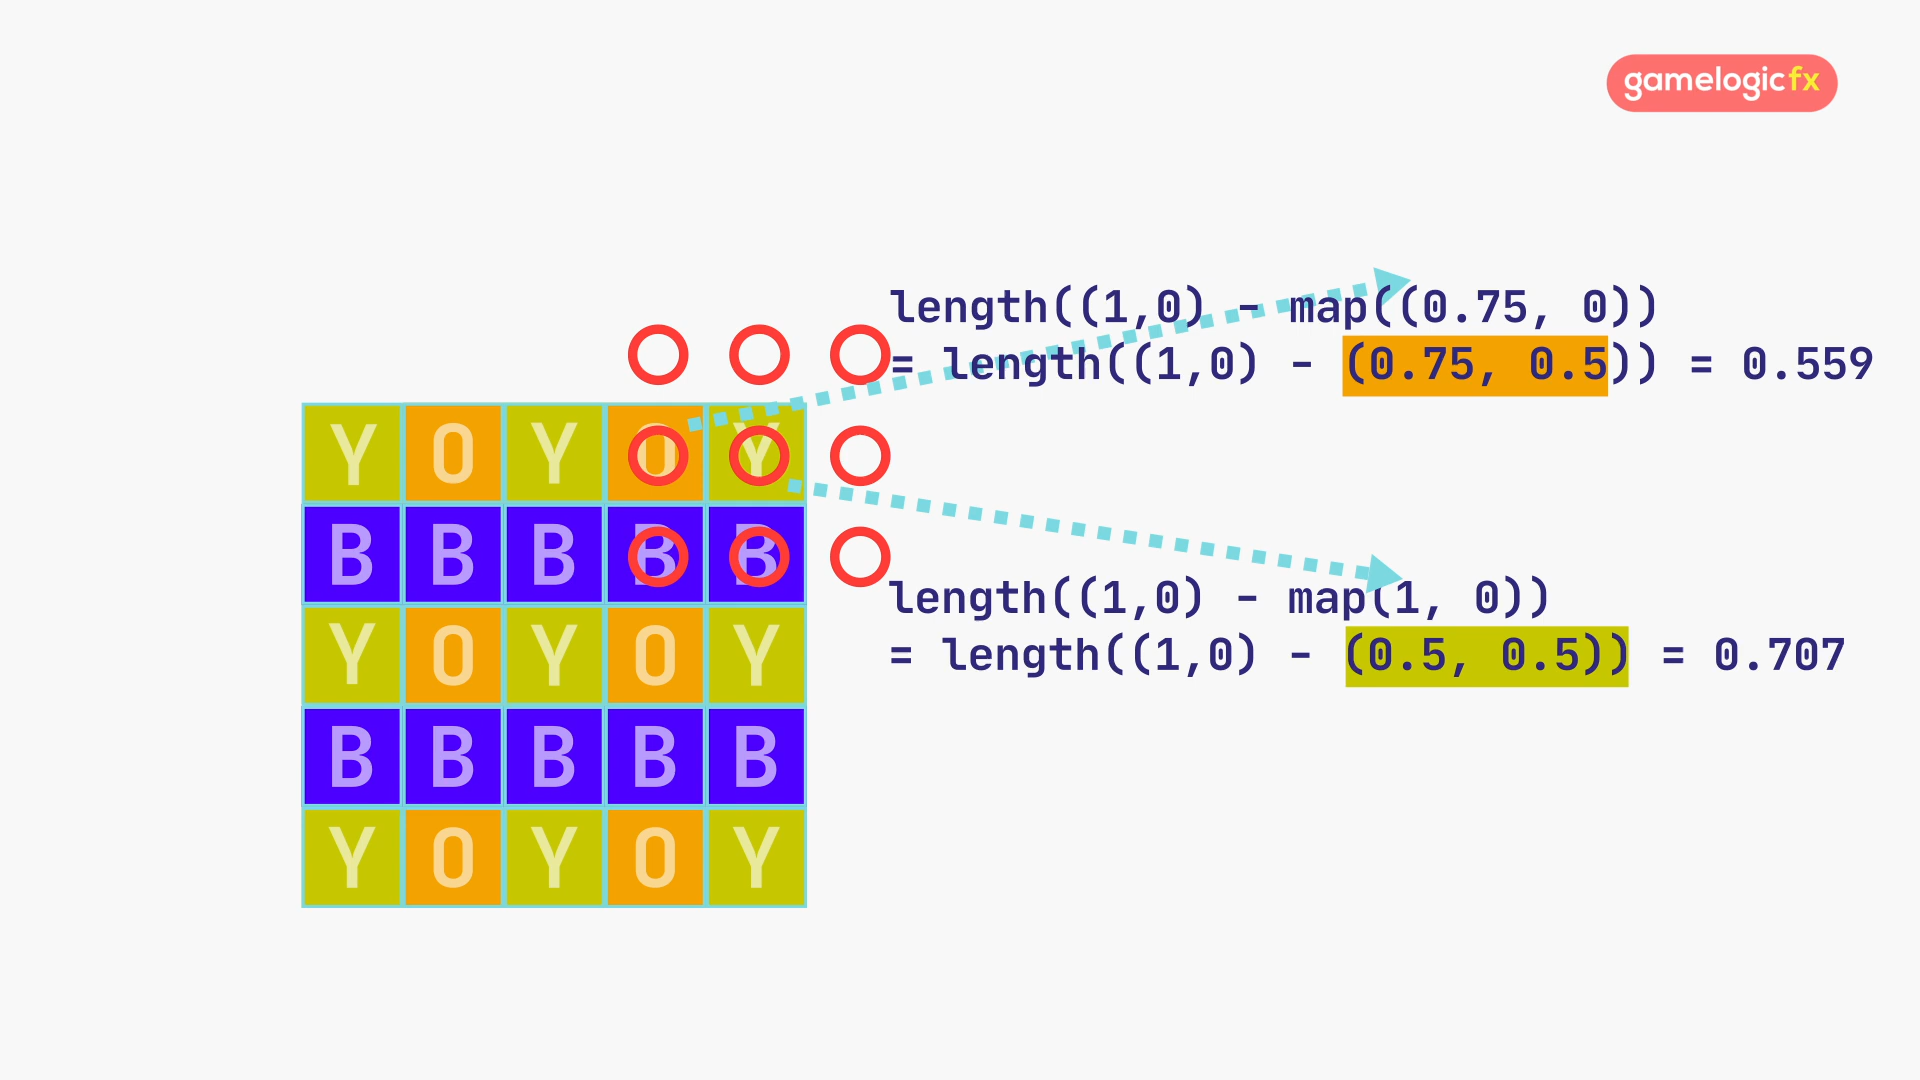 gamelogicfx
length((1,0) - map((0.75, 0))
= length((1,0) - (0.75, 0.5)) = 0.559
Y O Y O Y
B B B B B
length((1,0) - map(1, 0))
= length((1,0) - (0.5, 0.5)) = 0.707
Y O Y O Y
B B B B B
Y O Y O Y